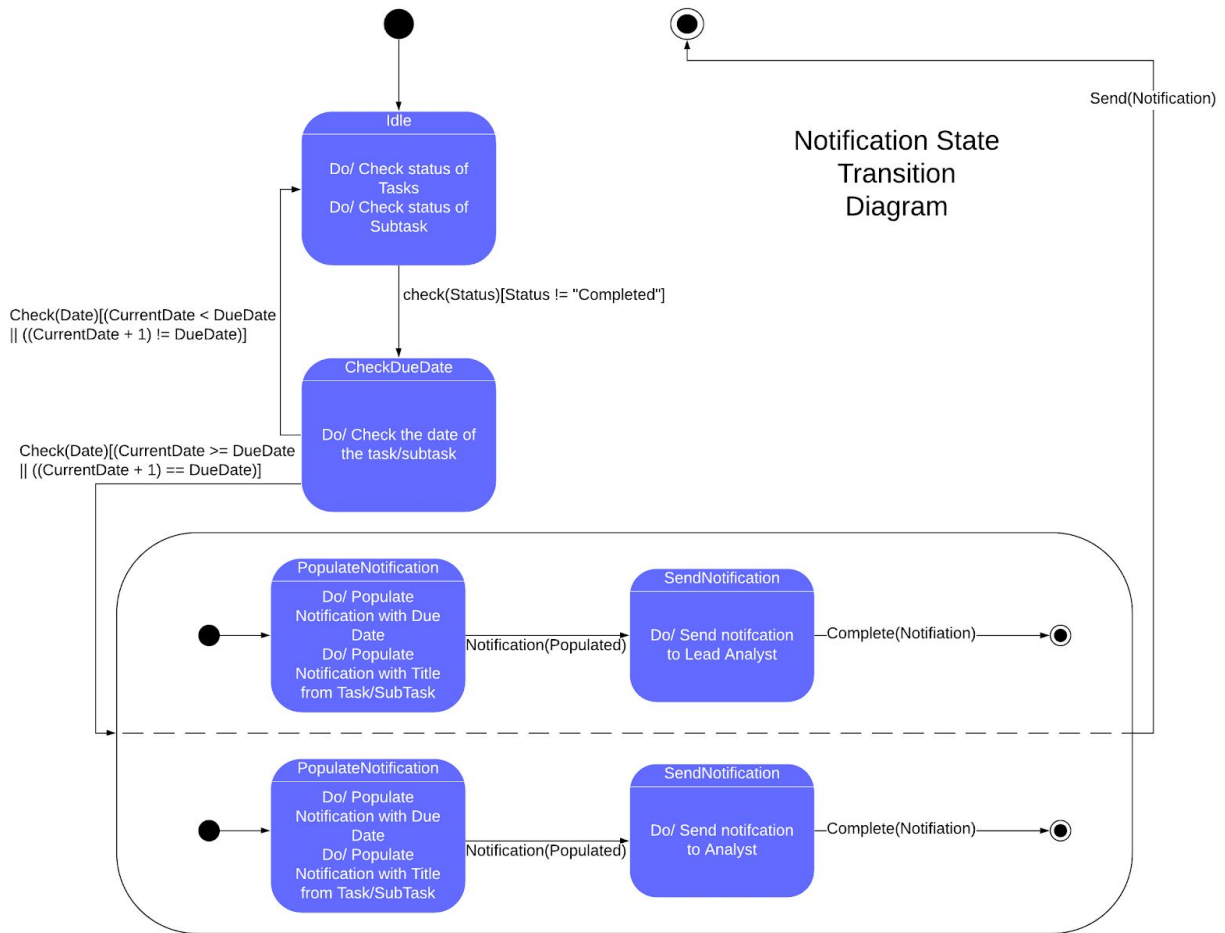 Send(Notification)
Idle
Notification State
Transition
Diagram
Do/ Check status of
Tasks
Do/ Check status of
Subtask
check(Status)[Status != "Completed"]
Check(Date)[(CurrentDate < DueDate
|| ((CurrentDate + 1) != DueDate)]
CheckDueDate
Do/ Check the date of
the task/subtask
Check(Date)[(CurrentDate >= DueDate
|| ((CurrentDate + 1) == DueDate)]
PopulateNotification
Do/ Populate
Notification with Due
Date
Do/ Populate
Notification with Title
from Task/SubTask
Notification(Populated)
SendNotification
Do/ Send notifcation
to Lead Analyst
Complete(Notifiation)
PopulateNotification
Do/ Populate
Notification with Due
Date
Do/ Populate
Notification with Title
from Task/SubTask
Notification(Populated)
SendNotification
Do/ Send notifcation
to Analyst
Complete(Notifiation)